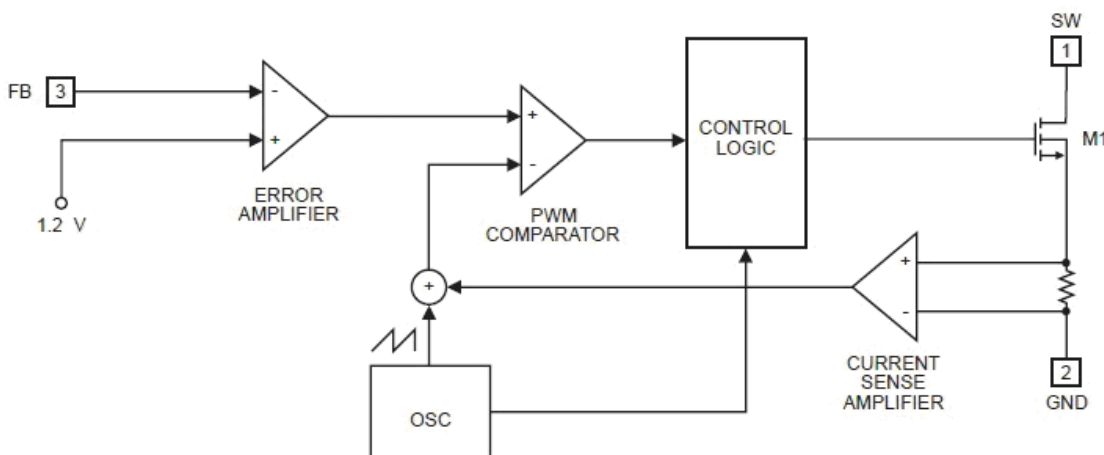 SW
1
FB 3
-
+
1.2 V
ERROR
AMPLIFIER
+
-
PWM
COMPARATOR
CONTROL
LOGIC
M1
+
OSC
+
-
CURRENT
SENSE
AMPLIFIER
2
GND